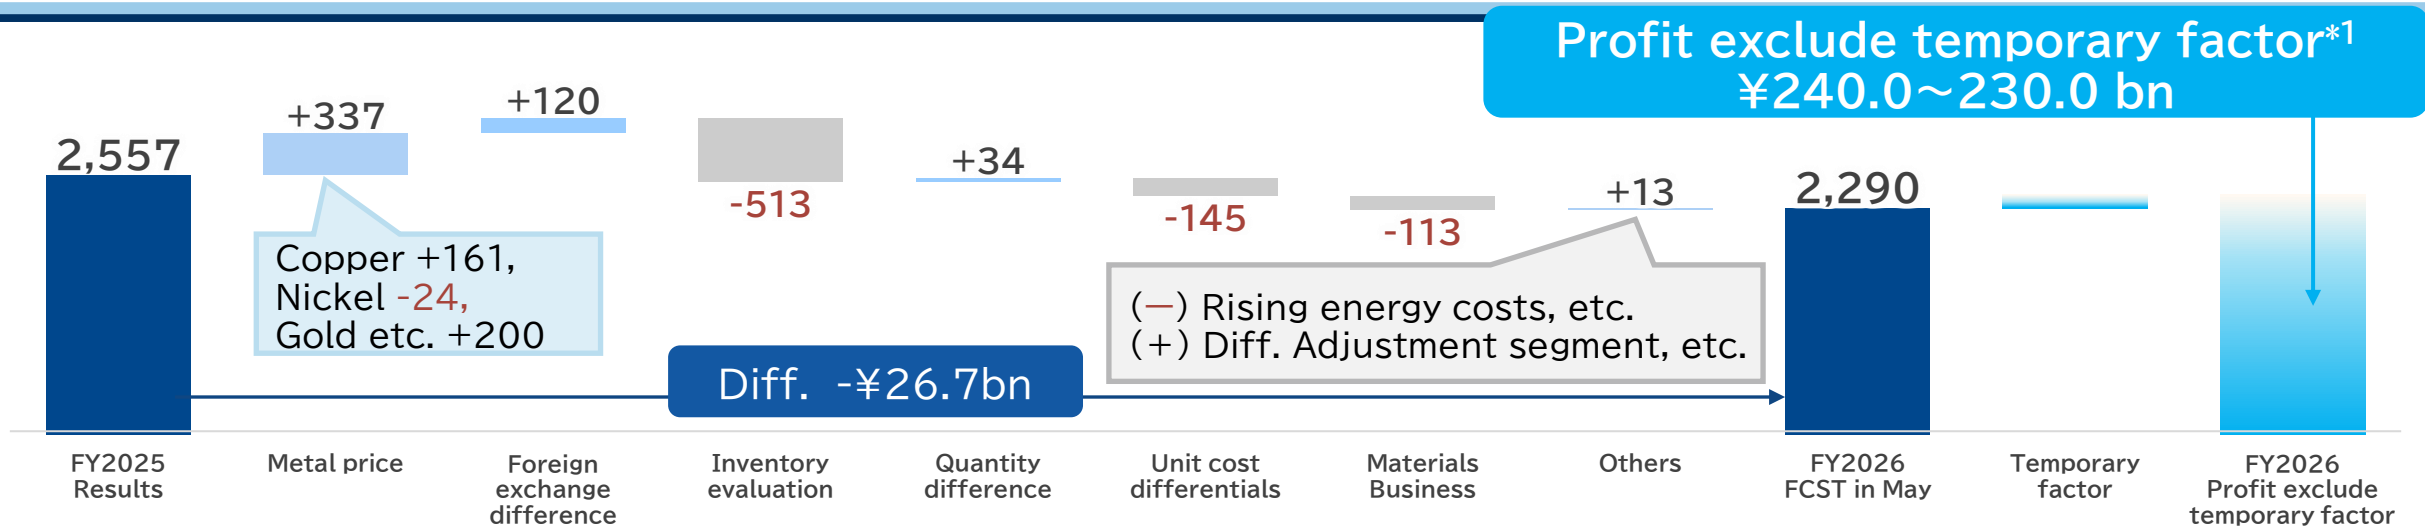 Profit exclude temporary factor*1
¥240.0～230.0 bn
2,557
+337
+120
-513
+34
-145
-113
+13
2,290
Copper +161,
Nickel -24,
Gold etc. +200
(—) Rising energy costs, etc.
(+) Diff. Adjustment segment, etc.
Diff. -¥26.7bn
FY2025
Results
Metal price
Foreign
exchange
difference
Inventory
evaluation
Quantity
difference
Unit cost
differentials
Materials
Business
Others
FY2026
FCST in May
Temporary
factor
FY2026
Profit exclude
temporary factor